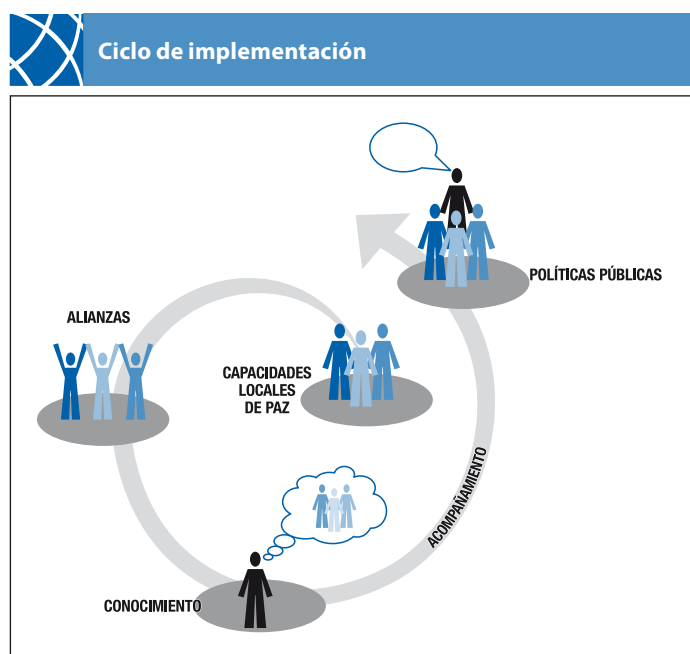 Ciclo de implementación
POLÍTICAS PÚBLICAS
ALIANZAS
CAPACIDADES
LOCALES
DE PAZ
ACOMPAÑAMIENTO
CONOCIMIENTO